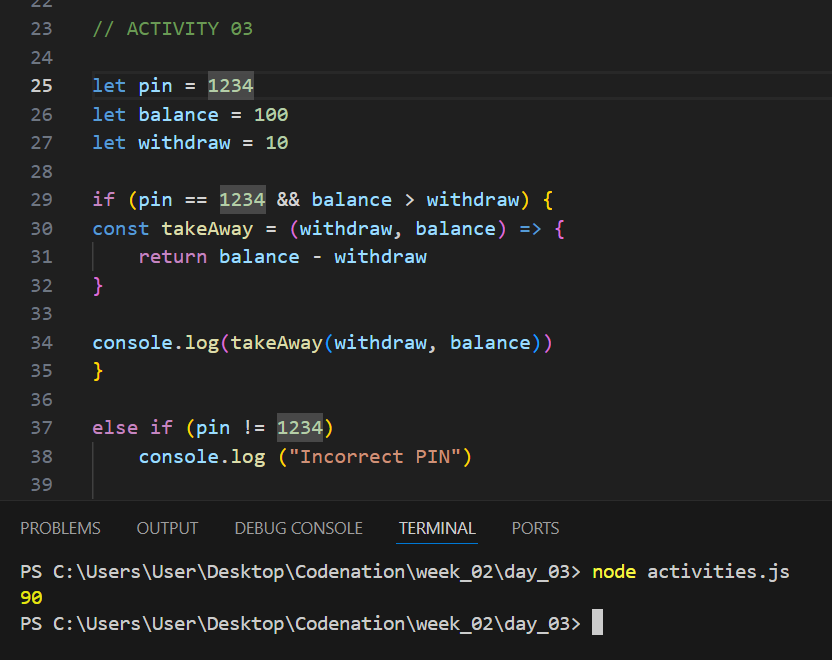 22
23 // ACTIVITY 03
24
25 let pin = 1234
26 let balance = 100
27 let withdraw = 10
28
29 if (pin == 1234 && balance > withdraw) {
30 const takeAway = (withdraw, balance) => {
31     return balance - withdraw
32 }
33
34 console.log(takeAway(withdraw, balance))
35 }
36
37 else if (pin != 1234)
38     console.log ("Incorrect PIN")
39
PROBLEMS OUTPUT DEBUG CONSOLE TERMINAL PORTS
PS C:\Users\User\Desktop\Codenation\week_02\day_03> node activities.js
90
PS C:\Users\User\Desktop\Codenation\week_02\day_03>